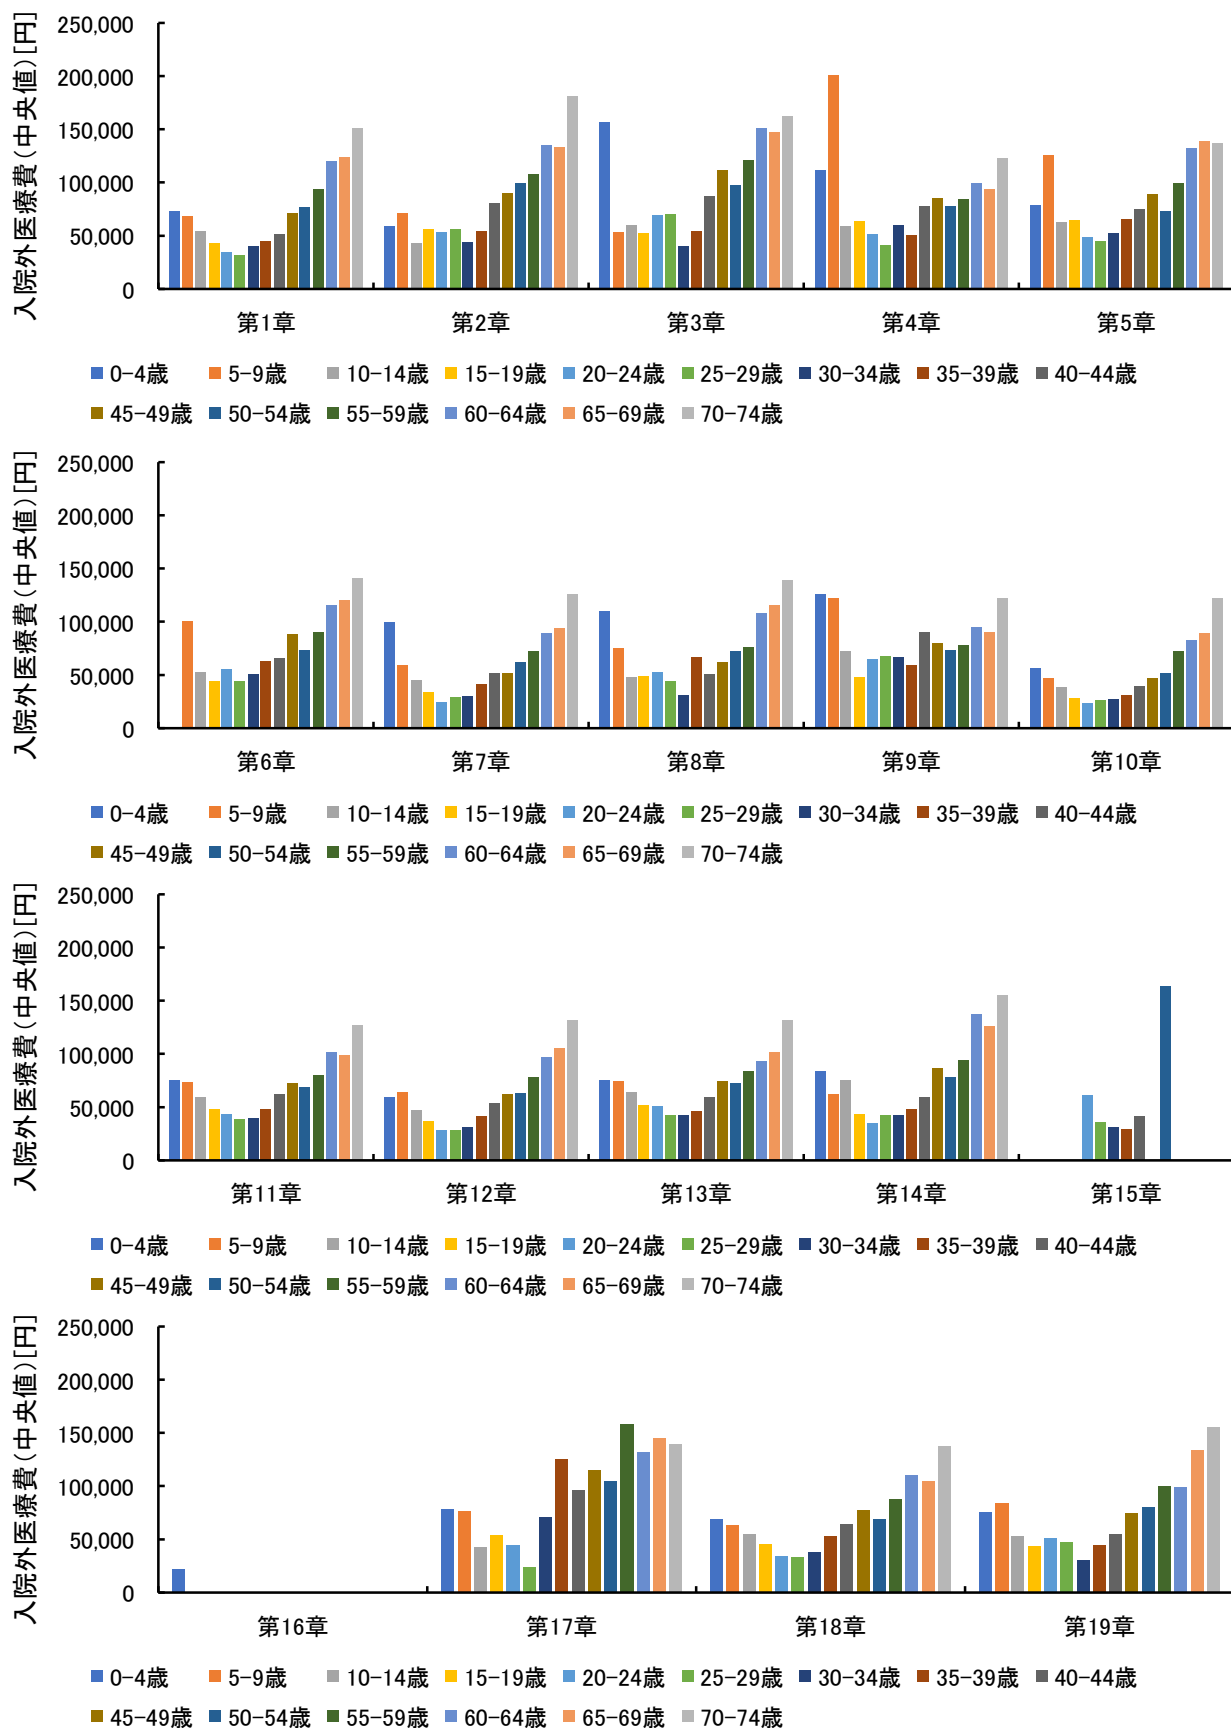 入院外医療費(中央値)[円]
250,000
200,000
150,000
100,000
50,000
0
第1章 第2章 第3章 第4章 第5章
0-4歳 5-9歳 10-14歳 15-19歳 20-24歳 25-29歳 30-34歳 35-39歳 40-44歳
45-49歳 50-54歳 55-59歳 60-64歳 65-69歳 70-74歳
入院外医療費(中央値)[円]
250,000
200,000
150,000
100,000
50,000
0
第6章 第7章 第8章 第9章 第10章
0-4歳 5-9歳 10-14歳 15-19歳 20-24歳 25-29歳 30-34歳 35-39歳 40-44歳
45-49歳 50-54歳 55-59歳 60-64歳 65-69歳 70-74歳
入院外医療費(中央値)[円]
250,000
200,000
150,000
100,000
50,000
0
第11章 第12章 第13章 第14章 第15章
0-4歳 5-9歳 10-14歳 15-19歳 20-24歳 25-29歳 30-34歳 35-39歳 40-44歳
45-49歳 50-54歳 55-59歳 60-64歳 65-69歳 70-74歳
入院外医療費(中央値)[円]
250,000
200,000
150,000
100,000
50,000
0
第16章 第17章 第18章 第19章
0-4歳 5-9歳 10-14歳 15-19歳 20-24歳 25-29歳 30-34歳 35-39歳 40-44歳
45-49歳 50-54歳 55-59歳 60-64歳 65-69歳 70-74歳